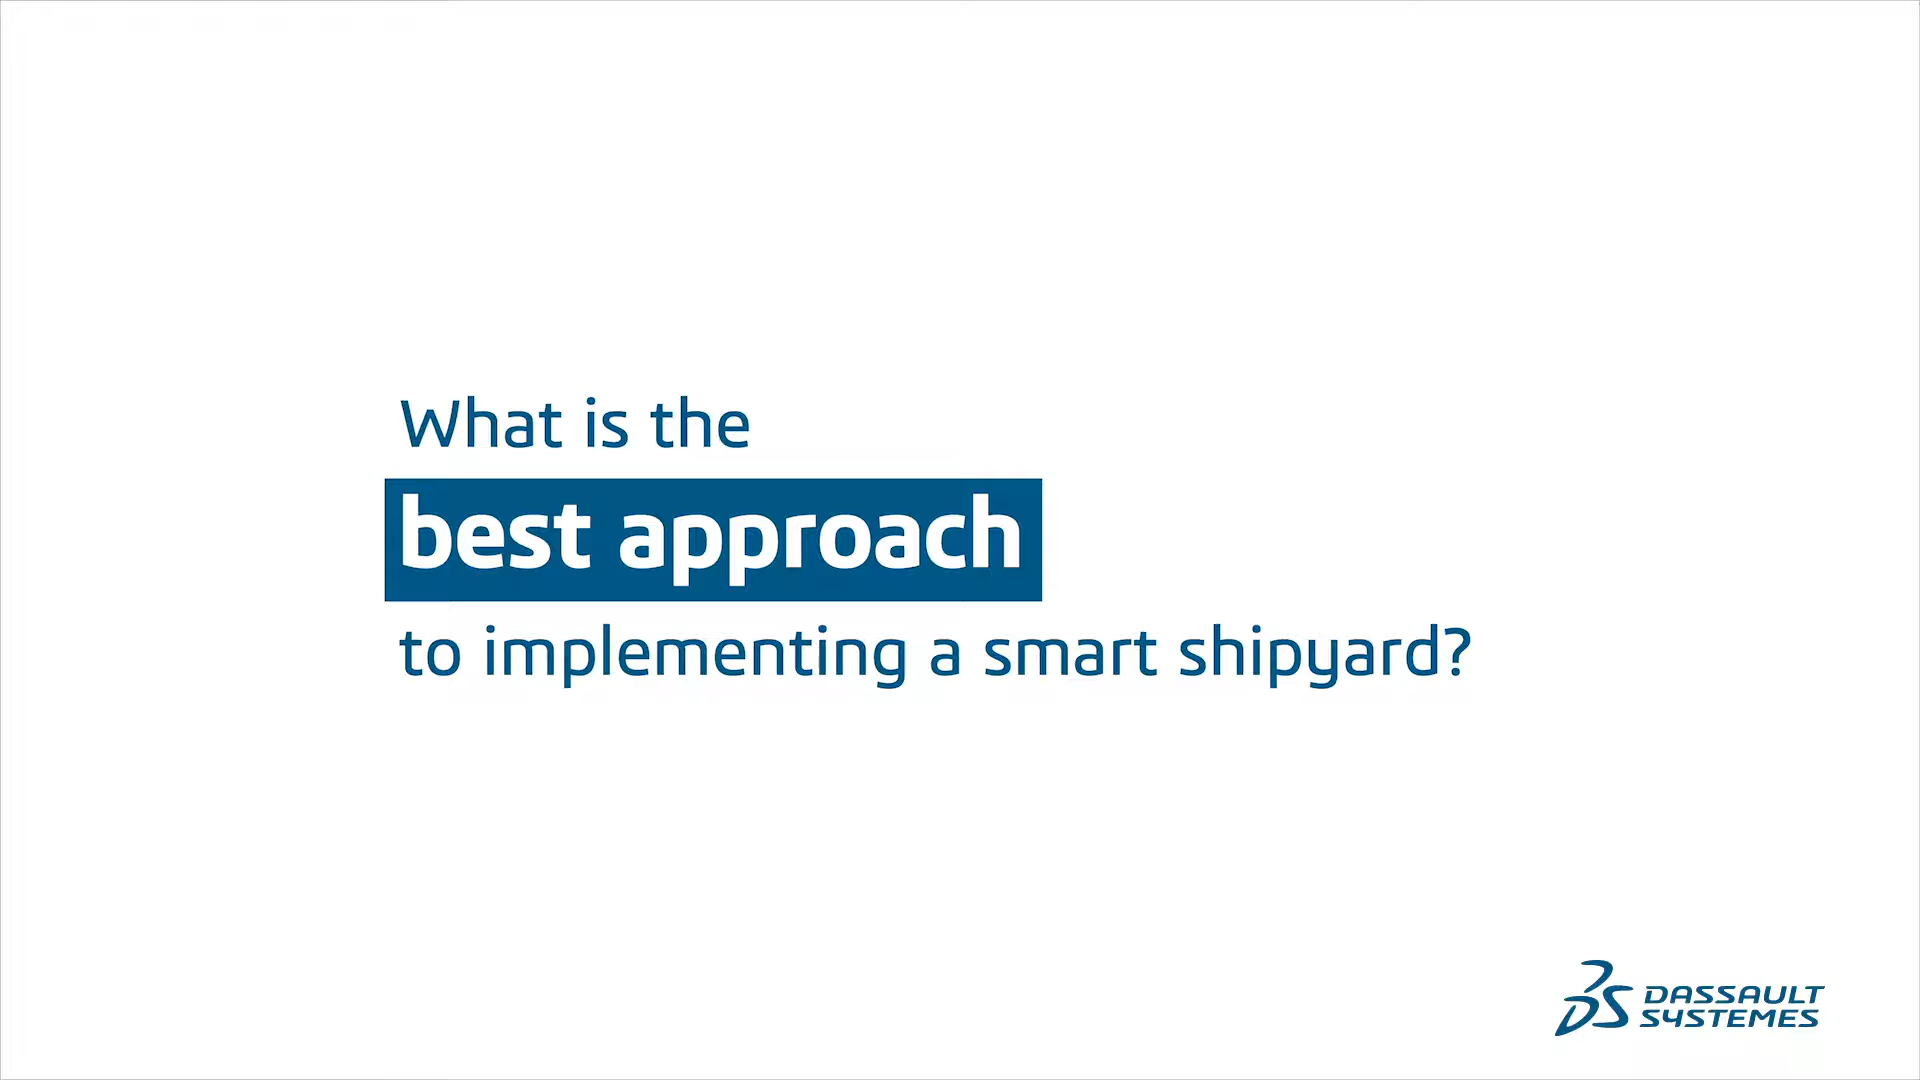 What is the
best approach
to implementing a smart shipyard?
DASSAULT
SYSTEMES